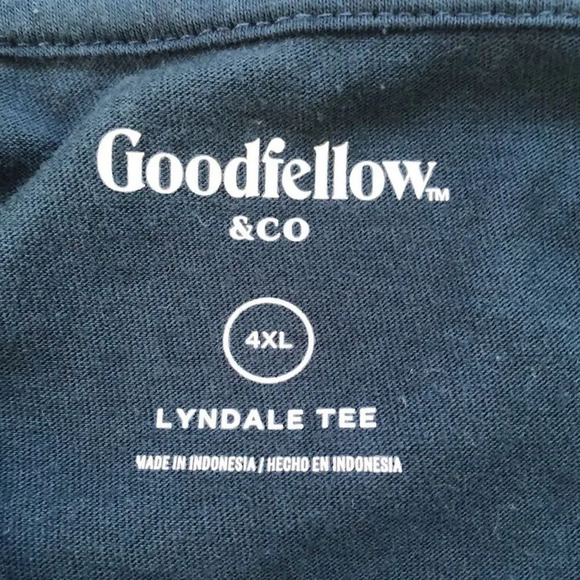 Goodfellow™
&CO
4XL
LYNDALE TEE
MADE IN INDONESIA / HECHO EN INDONESIA